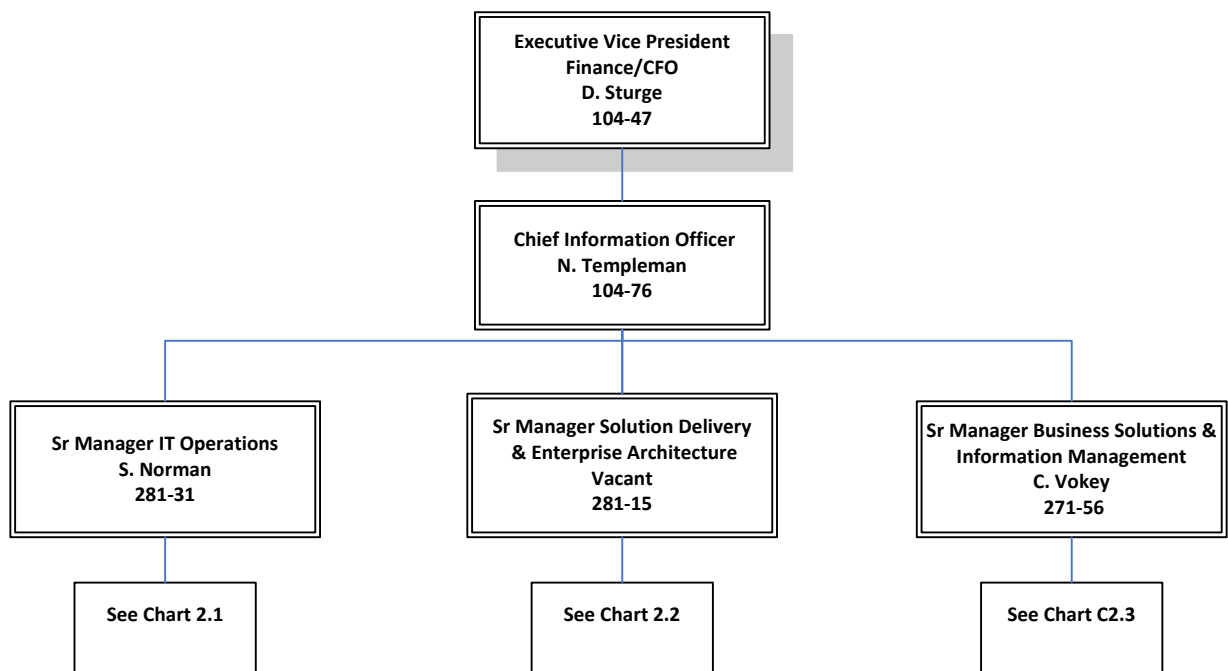 Executive Vice President
Finance/CFO
D. Sturge
104-47
Chief Information Officer
N. Templeman
104-76
Sr Manager IT Operations
S. Norman
281-31
Sr Manager Solution Delivery
& Enterprise Architecture
Vacant
281-15
Sr Manager Business Solutions &
Information Management
C. Vokey
271-56
See Chart 2.1
See Chart 2.2
See Chart C2.3